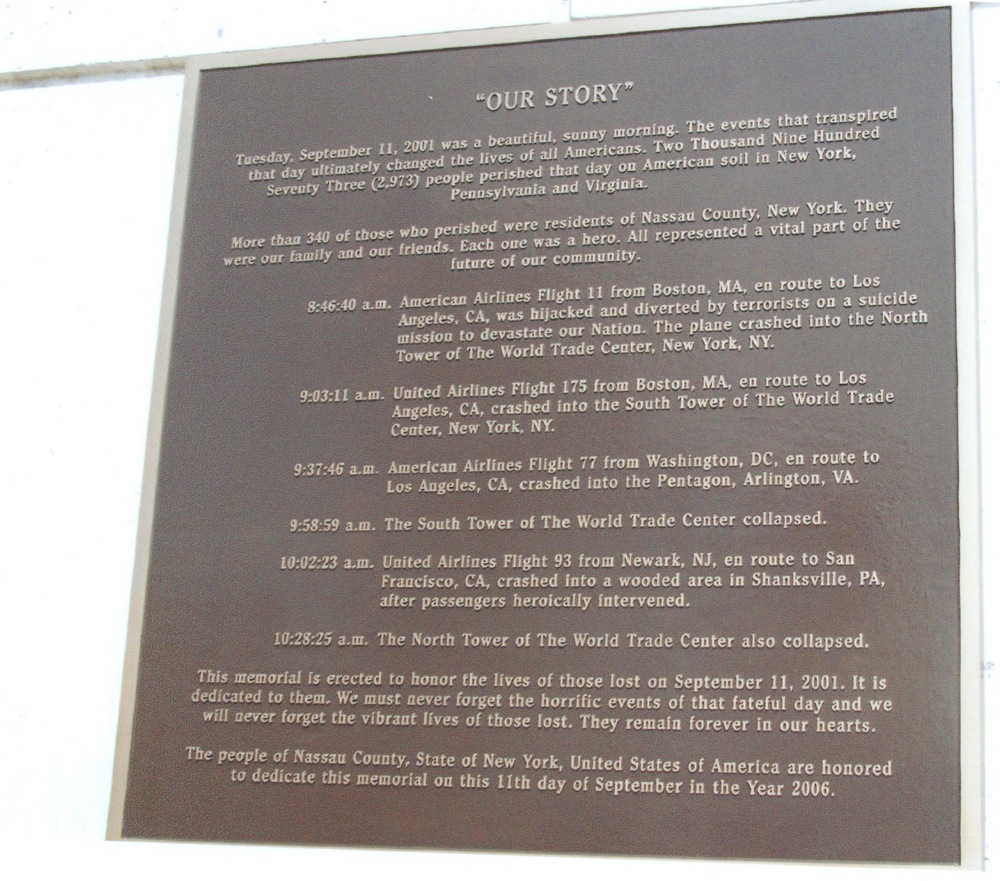 “OUR STORY”
Tuesday, September 11, 2001 was a beautiful, sunny morning. The events that transpired
that day ultimately changed the lives of all Americans. Two Thousand Nine Hundred
Seventy Three (2,973) people perished that day on American soil in New York,
Pennsylvania and Virginia.
More than 340 of those who perished were residents of Nassau County, New York. They
were our family and our friends. Each one was a hero. All represented a vital part of the
future of our community.
8:46:40 a.m. American Airlines Flight 11 from Boston, MA, en route to Los
Angeles, CA, was hijacked and diverted by terrorists on a suicide
mission to devastate our Nation. The plane crashed into the North
Tower of The World Trade Center, New York, NY.
9:03:11 a.m. United Airlines Flight 175 from Boston, MA, en route to Los
Angeles, CA, crashed into the South Tower of The World Trade
Center, New York, NY.
9:37:46 a.m. American Airlines Flight 77 from Washington, DC, en route to
Los Angeles, CA, crashed into the Pentagon, Arlington, VA.
9:58:59 a.m. The South Tower of The World Trade Center collapsed.
10:02:23 a.m. United Airlines Flight 93 from Newark, NJ, en route to San
Francisco, CA, crashed into a wooded area in Shanksville, PA,
after passengers heroically intervened.
10:28:25 a.m. The North Tower of The World Trade Center also collapsed.
This memorial is erected to honor the lives of those lost on September 11, 2001. It is
dedicated to them. We must never forget the horrific events of that fateful day and we
will never forget the vibrant lives of those lost. They remain forever in our hearts.
The people of Nassau County, State of New York, United States of America are honored
to dedicate this memorial on this 11th day of September in the Year 2006.